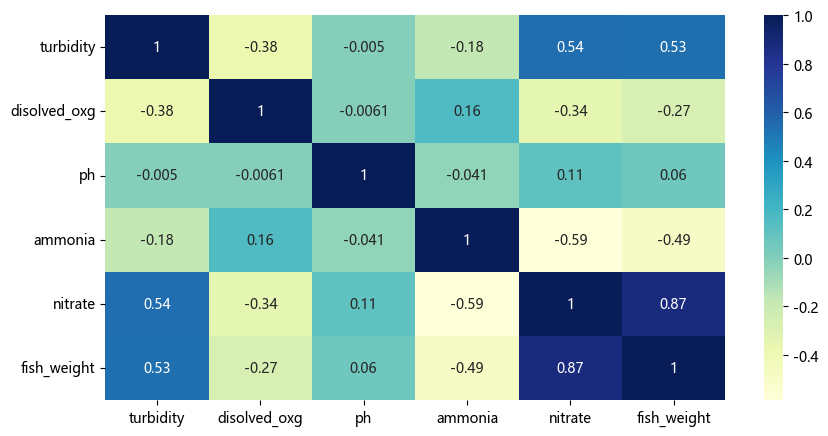 turbidity 1 -0.38 -0.005 -0.18 0.54 0.53
disolved_oxg -0.38 1 -0.0061 0.16 -0.34 -0.27
ph -0.005 -0.0061 1 -0.041 0.11 0.06
ammonia -0.18 0.16 -0.041 1 -0.59 -0.49
nitrate 0.54 -0.34 0.11 -0.59 1 0.87
fish_weight 0.53 -0.27 0.06 -0.49 0.87 1
turbidity disolved_oxg ph ammonia nitrate fish_weight
1.0
0.8
0.6
0.4
0.2
0.0
-0.2
-0.4